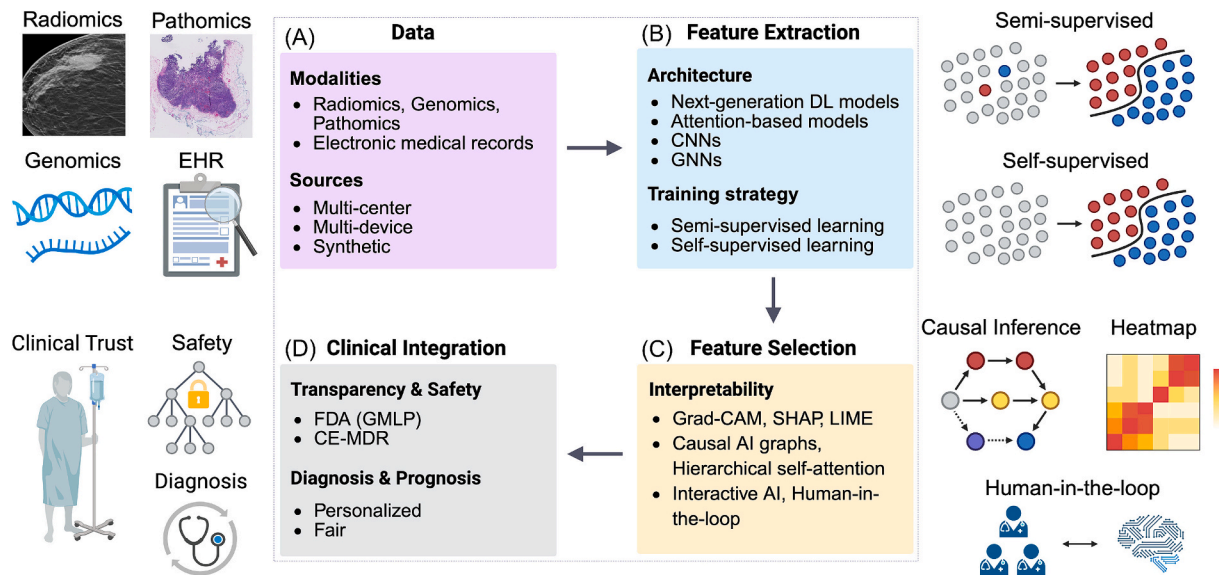 Radiomics
Pathomics
Genomics
EHR
(A) Data
Modalities
• Radiomics, Genomics,
Pathomics
• Electronic medical records
Sources
• Multi-center
• Multi-device
• Synthetic
(B) Feature Extraction
Architecture
• Next-generation DL models
• Attention-based models
• CNNs
• GNNs
Training strategy
• Semi-supervised learning
• Self-supervised learning
Semi-supervised
Self-supervised
Clinical Trust
Safety
Diagnosis
(D) Clinical Integration
Transparency & Safety
• FDA (GMLP)
• CE-MDR
Diagnosis & Prognosis
• Personalized
• Fair
(C) Feature Selection
Interpretability
• Grad-CAM, SHAP, LIME
• Causal AI graphs,
Hierarchical self-attention
• Interactive AI, Human-in-
the-loop
Causal Inference
Heatmap
Human-in-the-loop